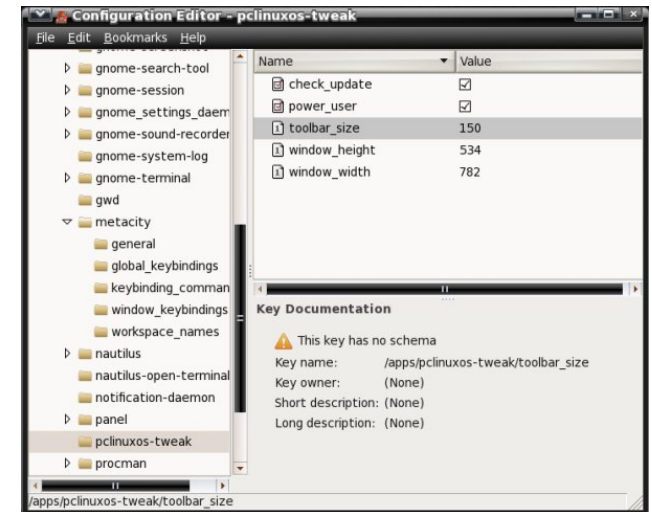 Configuration Editor - pclinuxos-tweak
File Edit Bookmarks Help
gnome-screenshot
gnome-search-tool
gnome-session
gnome_settings_daem
gnome-sound-recorder
gnome-system-log
gnome-terminal
gwd
metacity
general
global_keybindings
keybinding_comman
window_keybindings
workspace_names
nautilus
nautilus-open-terminal
notification-daemon
panel
pclinuxos-tweak
procman
Name Value
check_update
power_user
toolbar_size 150
window_height 534
window_width 782
Key Documentation
This key has no schema
Key name: /apps/pclinuxos-tweak/toolbar_size
Key owner: (None)
Short description: (None)
Long description: (None)
/apps/pclinuxos-tweak/toolbar_size